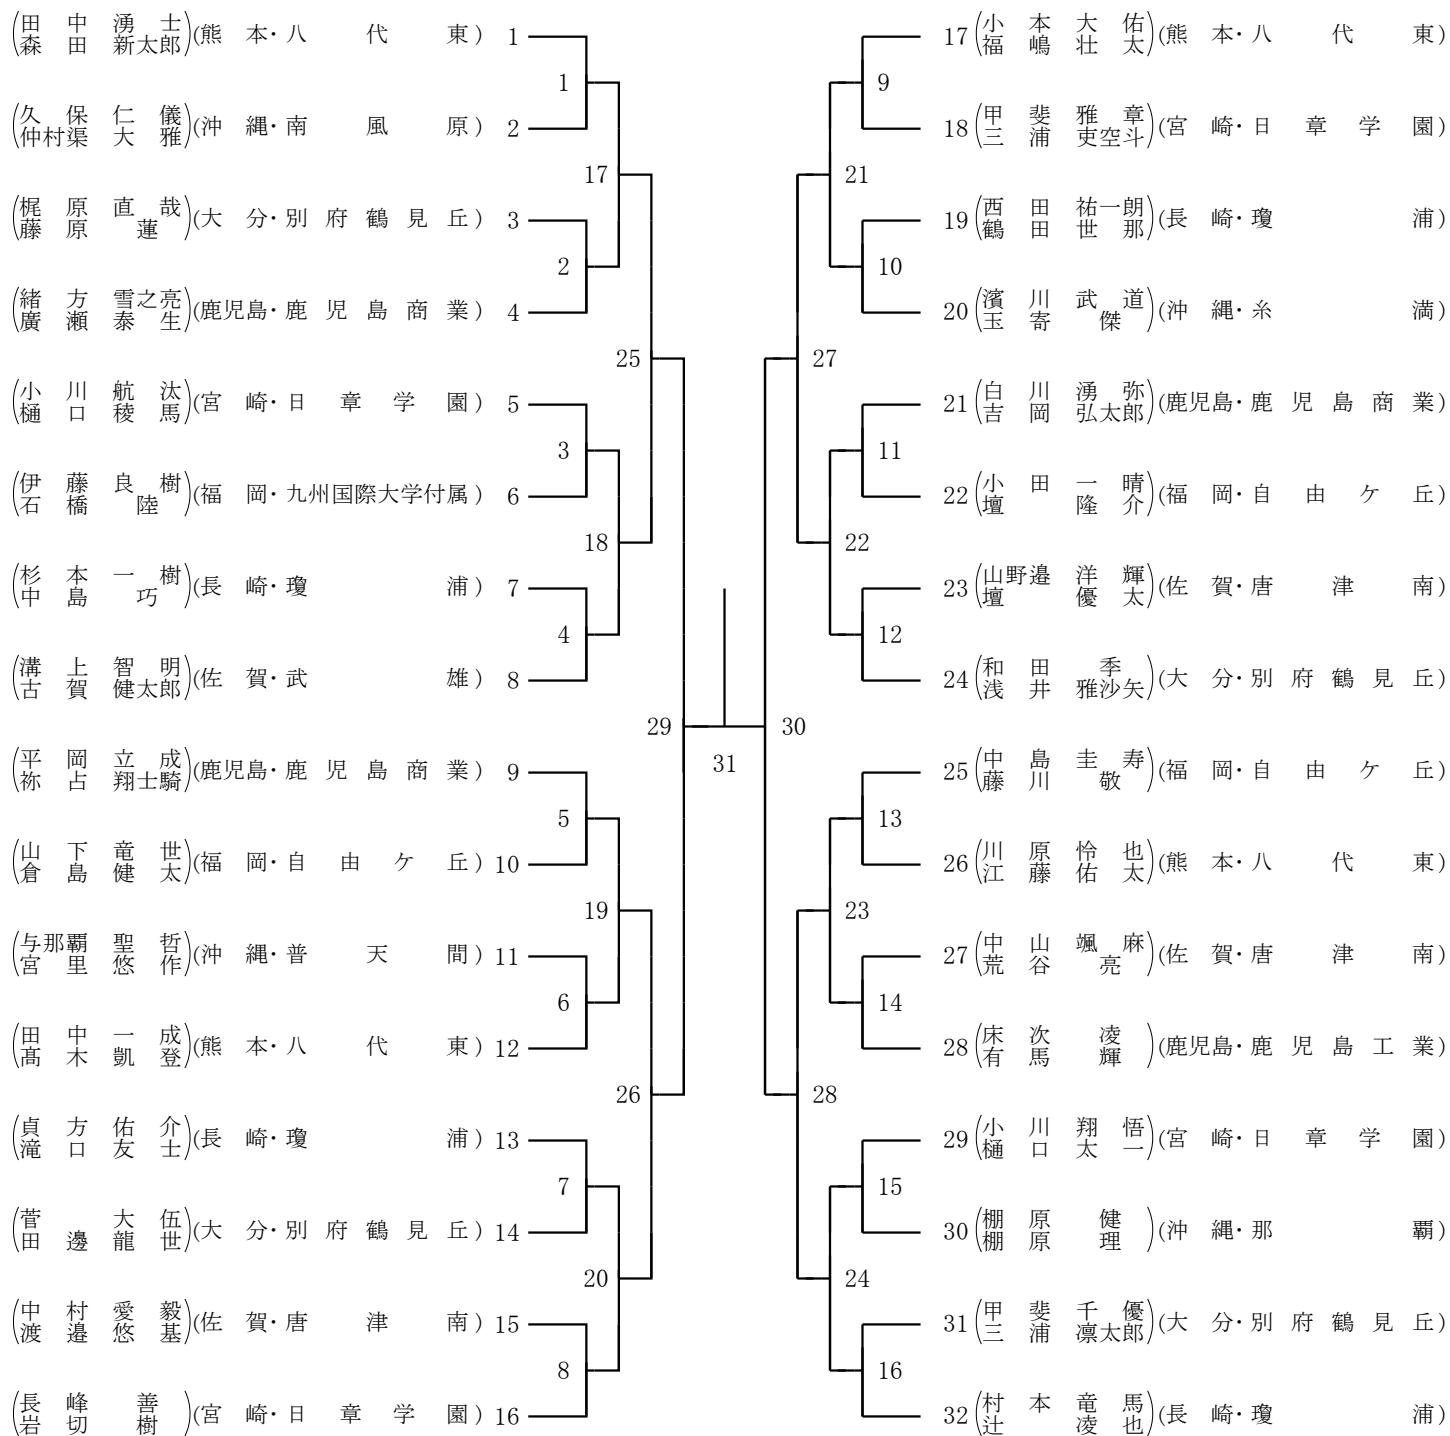 田中湧士 (熊本・八代東) 1
森田新太郎
1
久保仁儀 (沖縄・南風原) 2
仲村渠大雅
17
梶原直哉 (大分・別府鶴見丘) 3
藤原蓮
2
緒方雪之亮 (鹿児島・鹿児島商業) 4
廣瀬泰生
25
小川航汰 (宮崎・日章学園) 5
樋口稜馬
3
伊藤良樹 (福岡・九州国際大学付属) 6
石橋陸
18
杉本一樹 (長崎・瓊浦) 7
中島巧
4
溝上智明 (佐賀・武雄) 8
古賀健太郎
29
平岡立成 (鹿児島・鹿児島商業) 9
祢占翔士騎
5
山下竜世 (福岡・自由ケ丘) 10
倉島健太
19
与那覇聖哲 (沖縄・普天間) 11
宮里悠作
6
田中一成 (熊本・八代東) 12
髙木凱登
26
貞方佑介 (長崎・瓊浦) 13
滝口友士
7
菅大伍 (大分・別府鶴見丘) 14
田邊龍世
20
中村愛毅 (佐賀・唐津南) 15
渡邉悠基
8
長峰善 (宮崎・日章学園) 16
岩切樹
31
17 小本大佑 (熊本・八代東)
福嶋壮太
9
18 甲斐雅章 (宮崎・日章学園)
三浦吏空斗
21
19 西田祐一朗 (長崎・瓊浦)
鶴田世那
10
20 濱川武道 (沖縄・糸満)
玉寄傑
27
21 白川湧弥 (鹿児島・鹿児島商業)
吉岡弘太郎
11
22 小田一晴 (福岡・自由ケ丘)
壇隆介
22
23 山野邉洋輝 (佐賀・唐津南)
壇優太
12
24 和田季 (大分・別府鶴見丘)
浅井雅沙矢
30
25 中島圭寿 (福岡・自由ケ丘)
藤川敬
13
26 川原怜也 (熊本・八代東)
江藤佑太
23
27 中山颯麻 (佐賀・唐津南)
荒谷亮
14
28 床次凌 (鹿児島・鹿児島工業)
有馬輝
28
29 小川翔悟 (宮崎・日章学園)
樋口太一
15
30 棚原健 (沖縄・那覇)
棚原理
24
31 甲斐千優 (大分・別府鶴見丘)
三浦凛太郎
16
32 村本竜馬 (長崎・瓊浦)
辻凌也